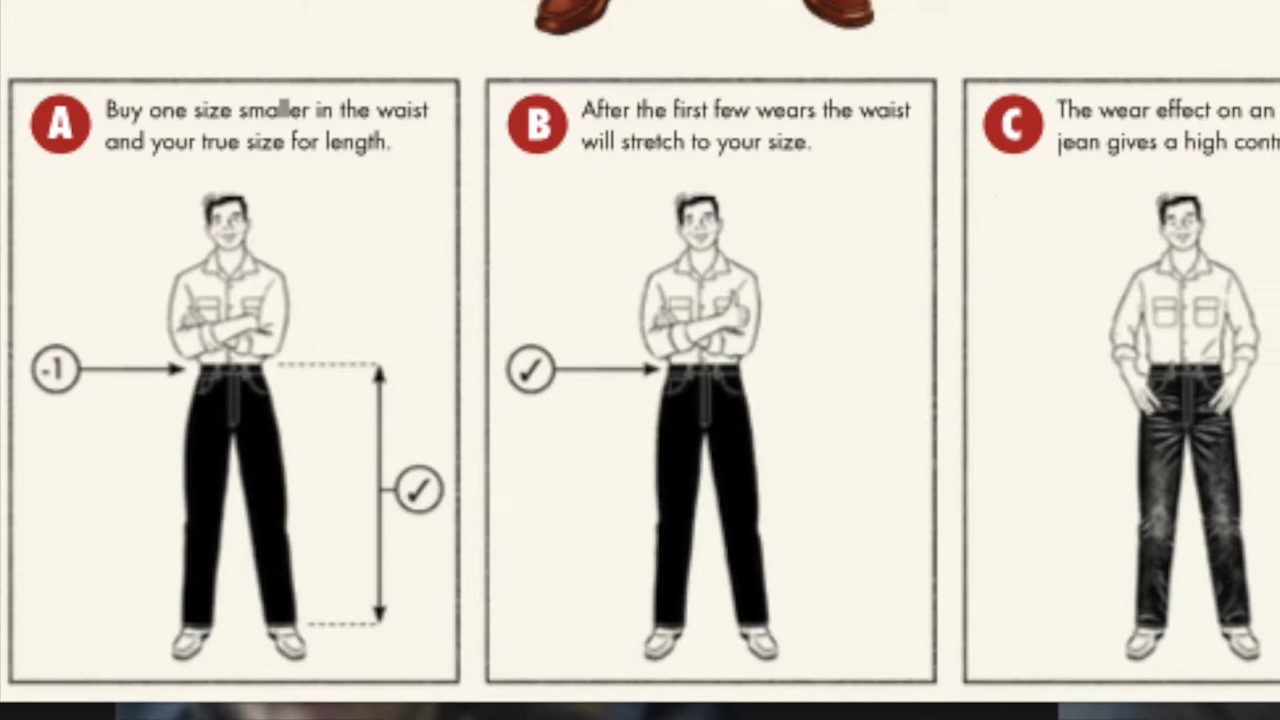 A
Buy one size smaller in the waist
and your true size for length.
-1
B
After the first few wears the waist
will stretch to your size.
C
The wear effect on an
jean gives a high